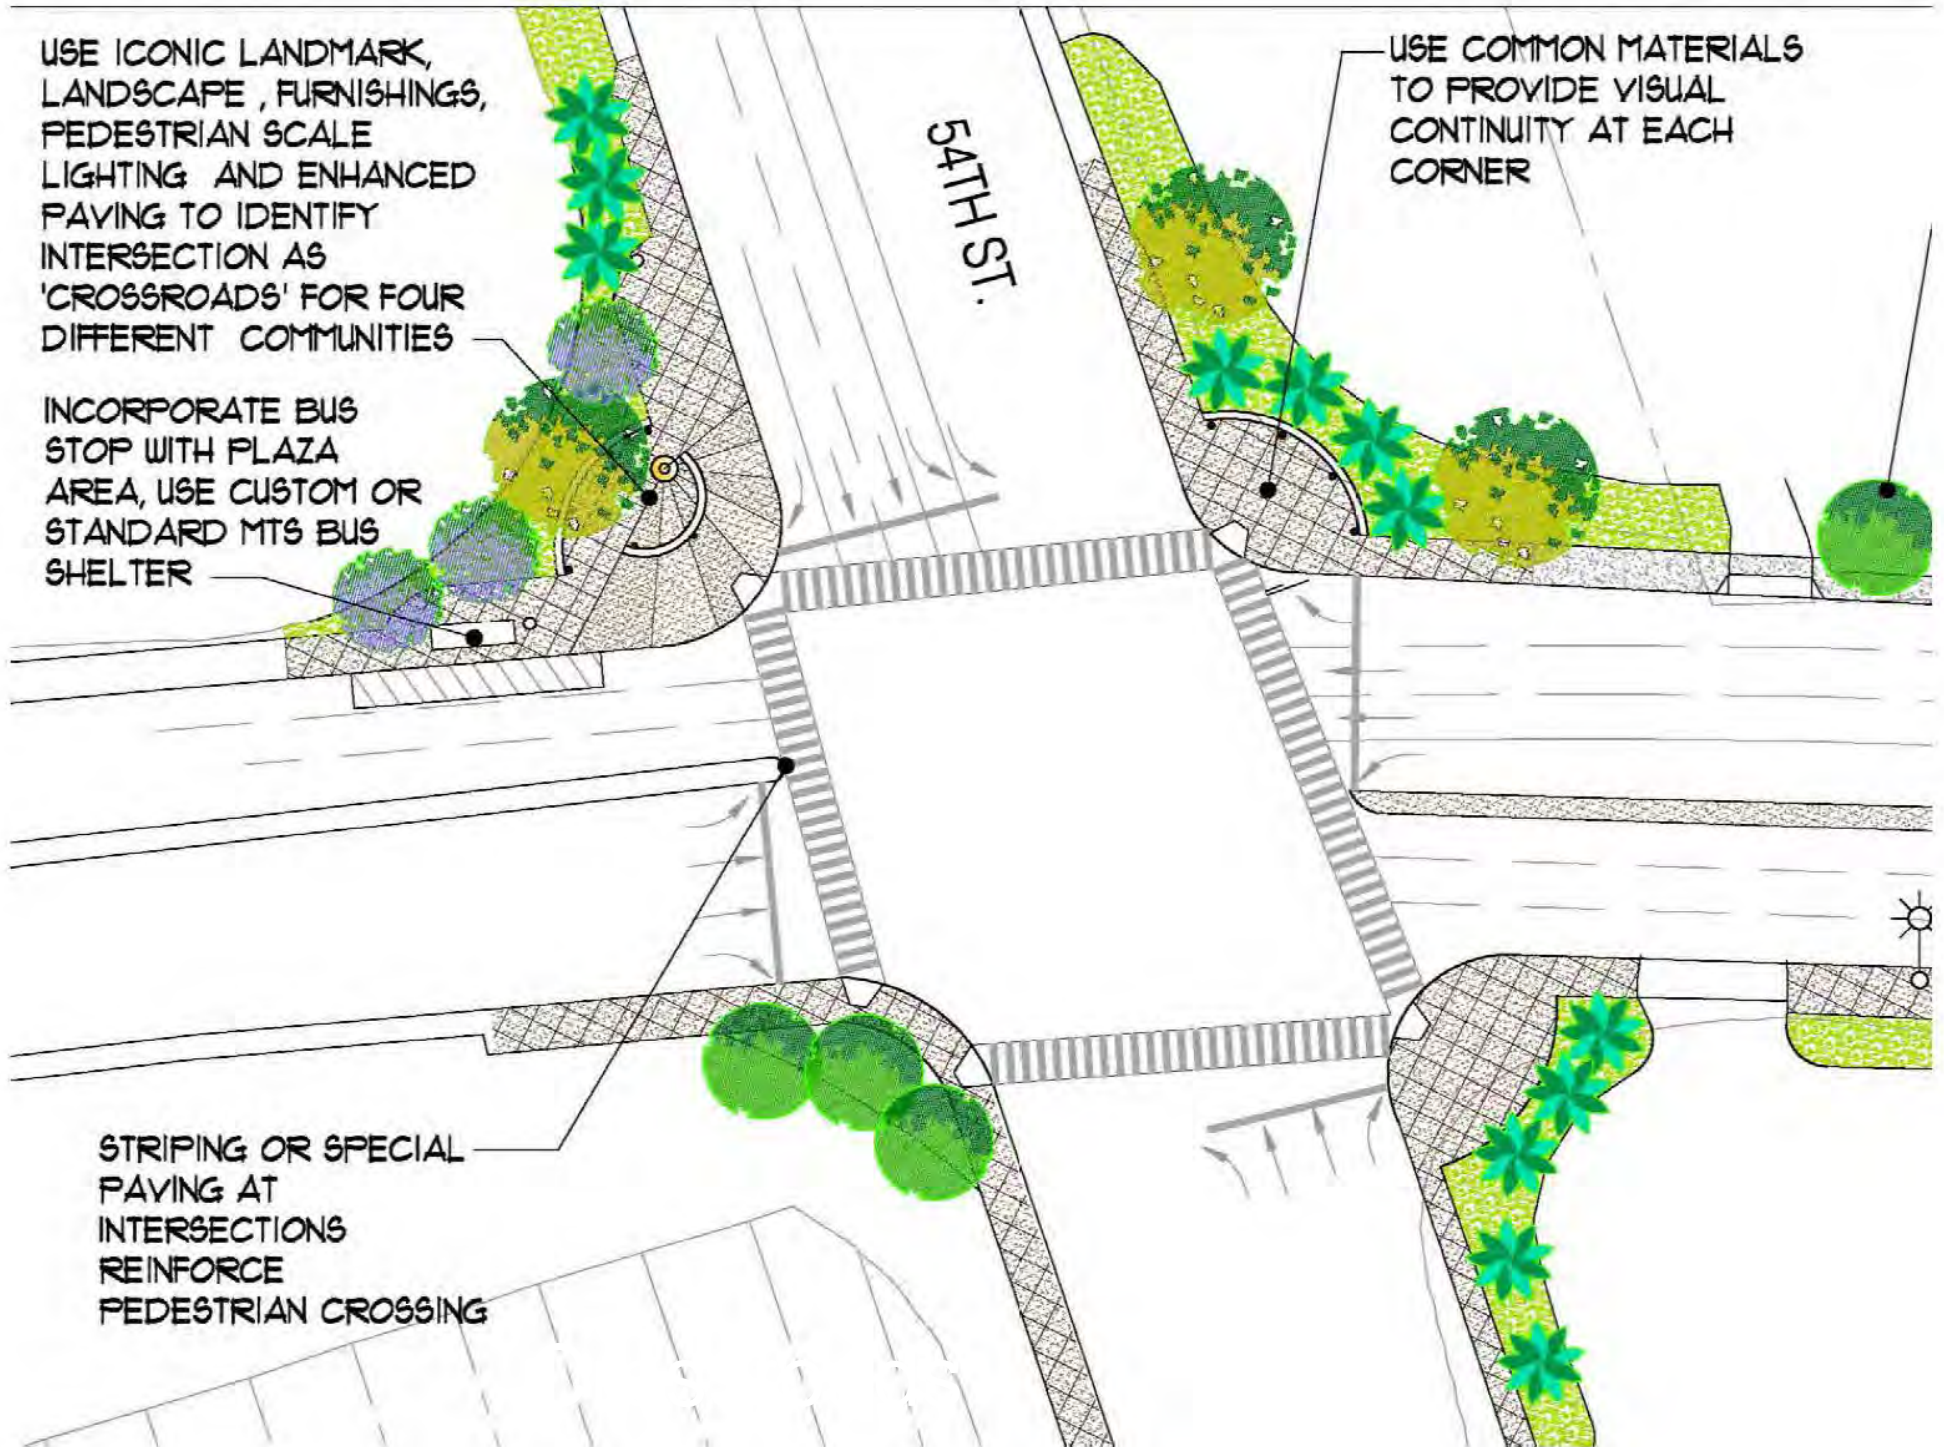 USE ICONIC LANDMARK,
LANDSCAPE , FURNISHINGS,
PEDESTRIAN SCALE
LIGHTING AND ENHANCED
PAVING TO IDENTIFY
INTERSECTION AS
'CROSSROADS' FOR FOUR
DIFFERENT COMMUNITIES
INCORPORATE BUS
STOP WITH PLAZA
AREA, USE CUSTOM OR
STANDARD MTS BUS
SHELTER
54TH ST.
USE COMMON MATERIALS
TO PROVIDE VISUAL
CONTINUITY AT EACH
CORNER
STRIPING OR SPECIAL
PAVING AT
INTERSECTIONS
REINFORCE
PEDESTRIAN CROSSING